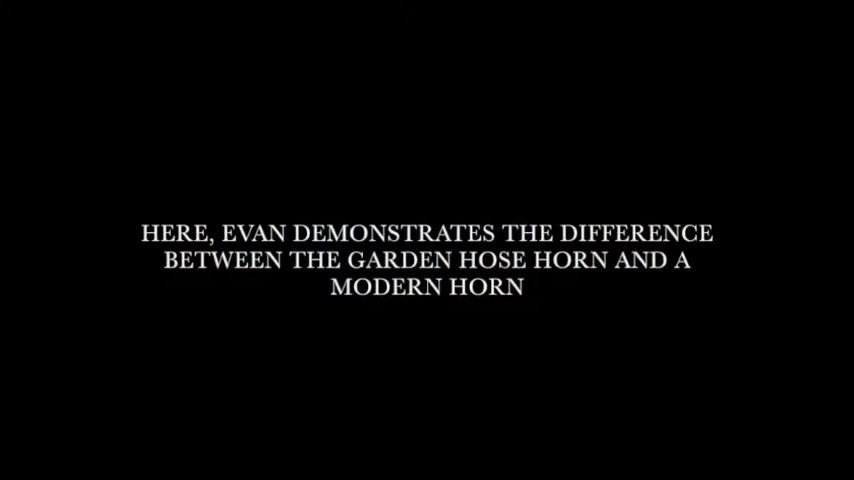 HERE, EVAN DEMONSTRATES THE DIFFERENCE
BETWEEN THE GARDEN HOSE HORN AND A
MODERN HORN